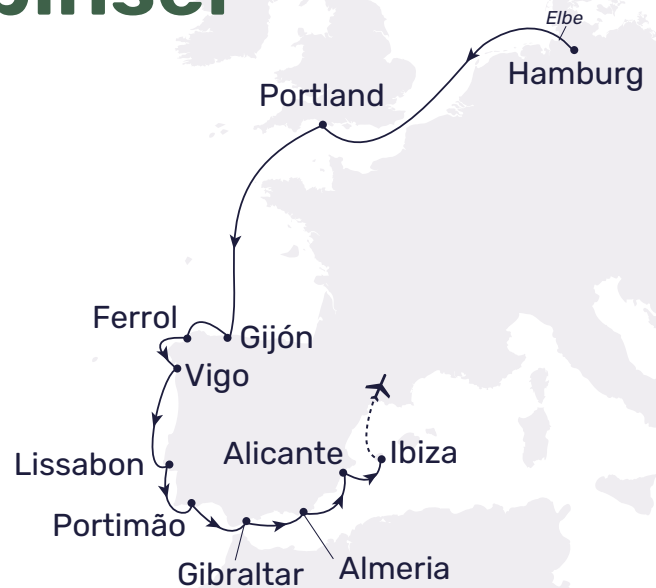 Elbe
Hamburg
Portland
Ferrol
Gijón
Vigo
Lissabon
Alicante
Ibiza
Portimão
Gibraltar
Almeria